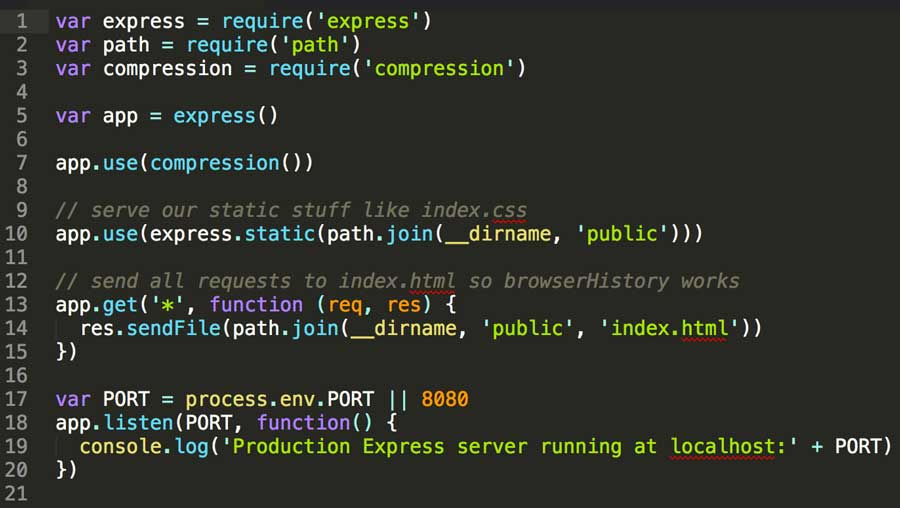 1 var express = require('express')
2 var path = require('path')
3 var compression = require('compression')
4
5 var app = express()
6
7 app.use(compression())
8
9 // serve our static stuff like index.css
10 app.use(express.static(path.join(__dirname, 'public')))
11
12 // send all requests to index.html so browserHistory works
13 app.get('*', function (req, res) {
14   res.sendFile(path.join(__dirname, 'public', 'index.html'))
15 })
16
17 var PORT = process.env.PORT || 8080
18 app.listen(PORT, function() {
19   console.log('Production Express server running at localhost:' + PORT)
20 })
21